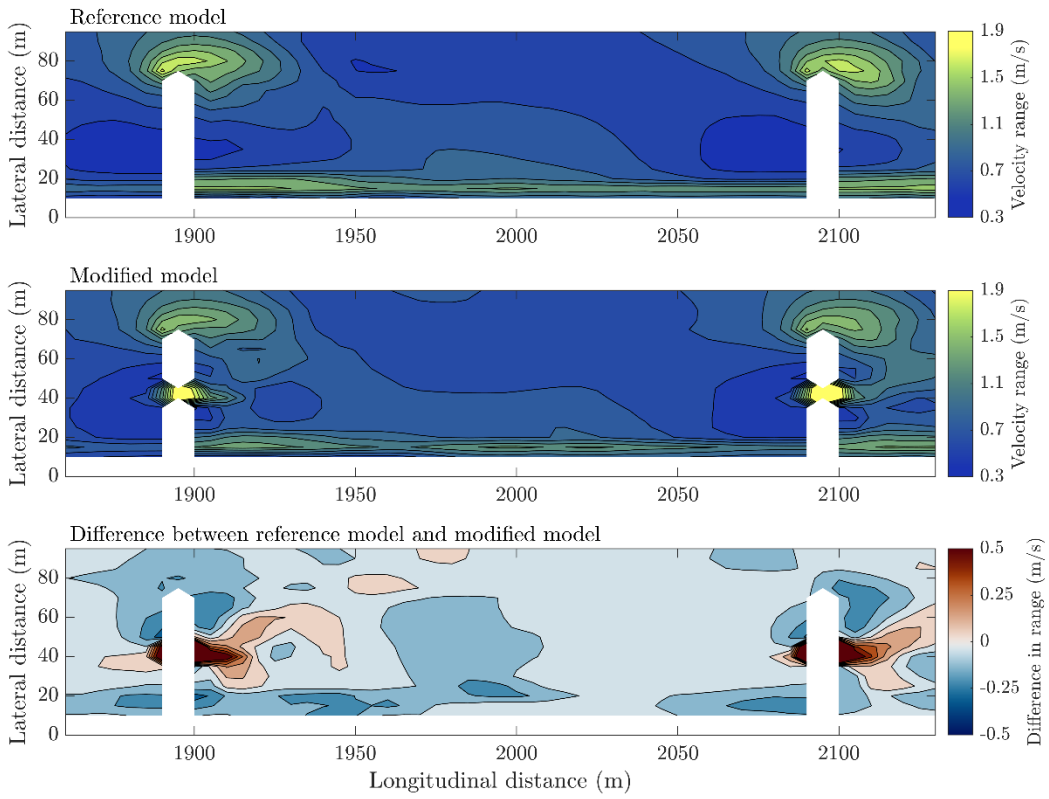 Reference model
Lateral distance (m)
80
60
40
20
0
1900 1950 2000 2050 2100
1.9
1.5
1.1
0.7
0.3
Velocity range (m/s)
Modified model
Lateral distance (m)
80
60
40
20
0
1900 1950 2000 2050 2100
1.9
1.5
1.1
0.7
0.3
Velocity range (m/s)
Difference between reference model and modified model
Lateral distance (m)
80
60
40
20
0
1900 1950 2000 2050 2100
Longitudinal distance (m)
0.5
0.25
0
-0.25
-0.5
Difference in range (m/s)